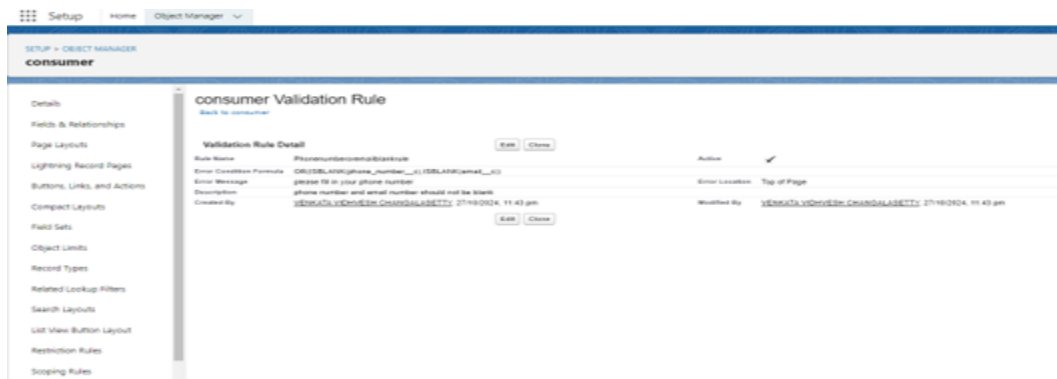 Setup Home Object Manager
SETUP > OBJECT MANAGER
consumer
Details
Fields & Relationships
Page Layouts
Lightning Record Pages
Buttons, Links, and Actions
Compact Layouts
Field Sets
Object Limits
Record Types
Related Lookup Filters
Search Layouts
List View Button Layout
Restriction Rules
Scoping Rules
consumer Validation Rule
Back to consumer
Validation Rule Detail Edit Clone
Rule Name Phonenumberoremailblankrule Active
Error Condition Formula OR(ISBLANK(phone_number__c),ISBLANK(email__c))
Error Message please fill in your phone number Error Location Top of Page
Description phone number and email number should not be blank
Created By VENKATA VIDHVESH CHANGALASETTY, 27/10/2024, 11:43 pm Modified By VENKATA VIDHVESH CHANGALASETTY, 27/10/2024, 11:43 pm
Edit Clone